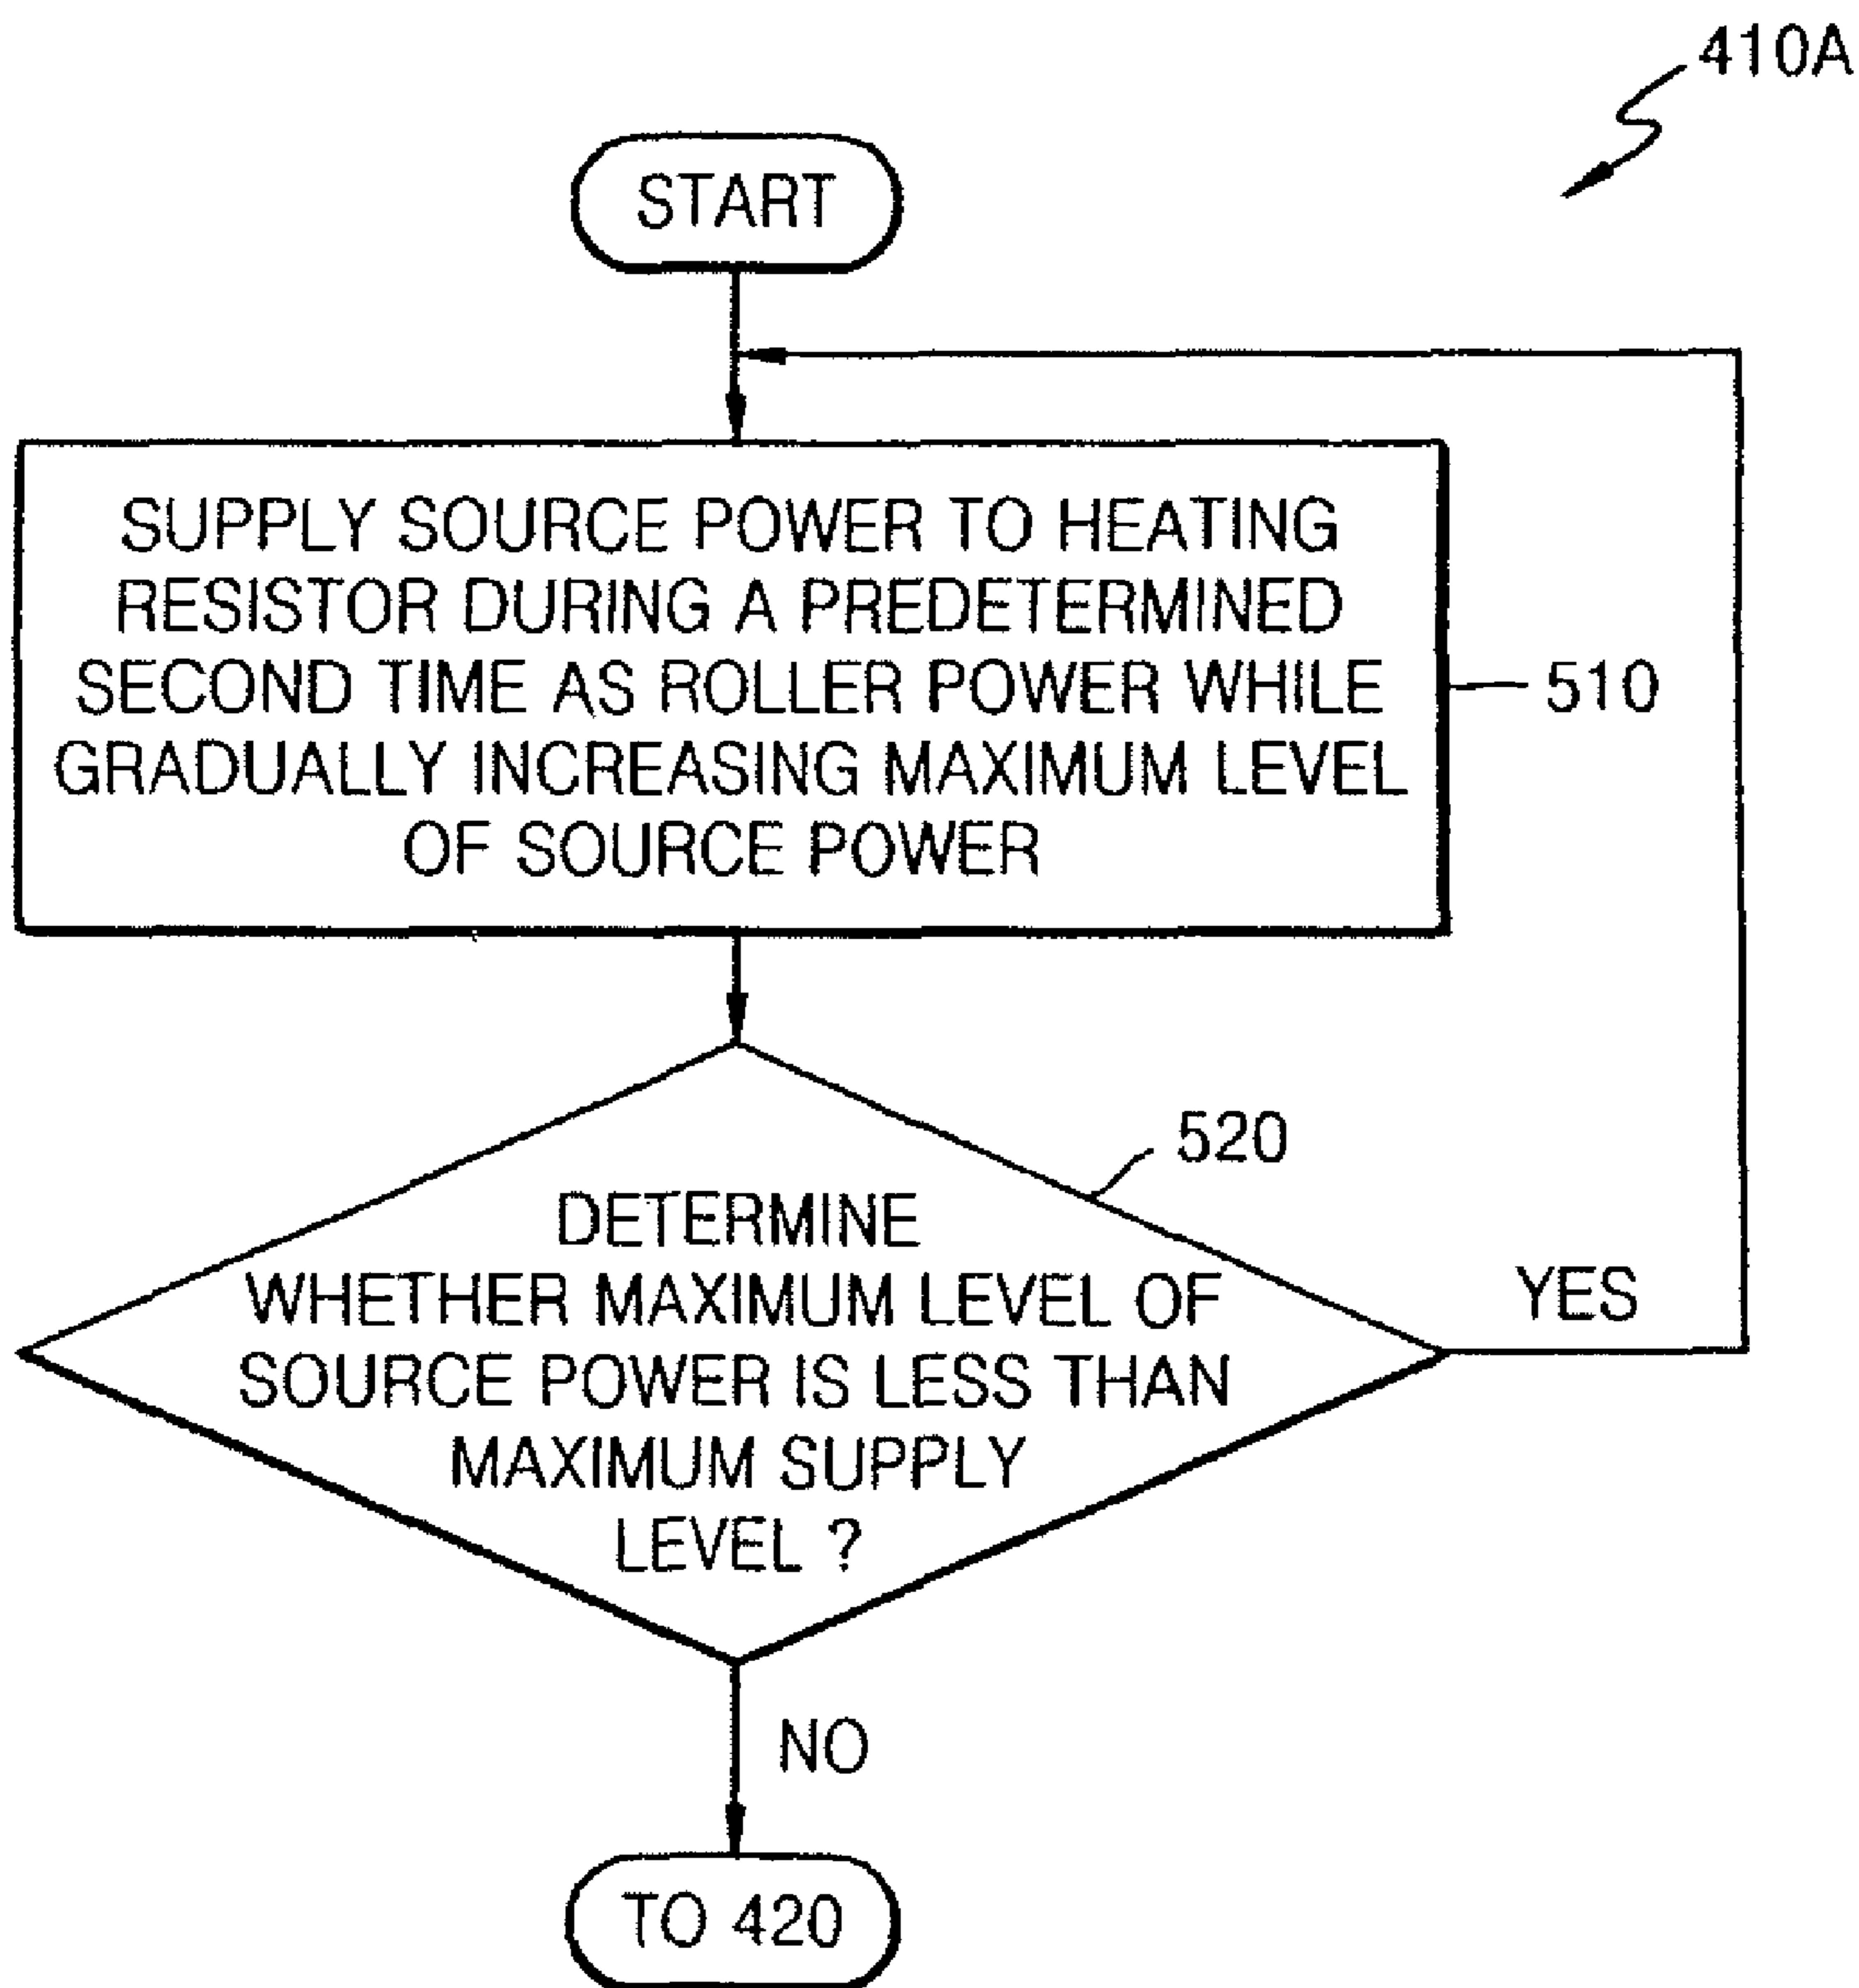 410A
START
SUPPLY SOURCE POWER TO HEATING
RESISTOR DURING A PREDETERMINED
SECOND TIME AS ROLLER POWER WHILE
GRADUALLY INCREASING MAXIMUM LEVEL
OF SOURCE POWER
510
520
DETERMINE
WHETHER MAXIMUM LEVEL OF
SOURCE POWER IS LESS THAN
MAXIMUM SUPPLY
LEVEL ?
YES
NO
TO 420